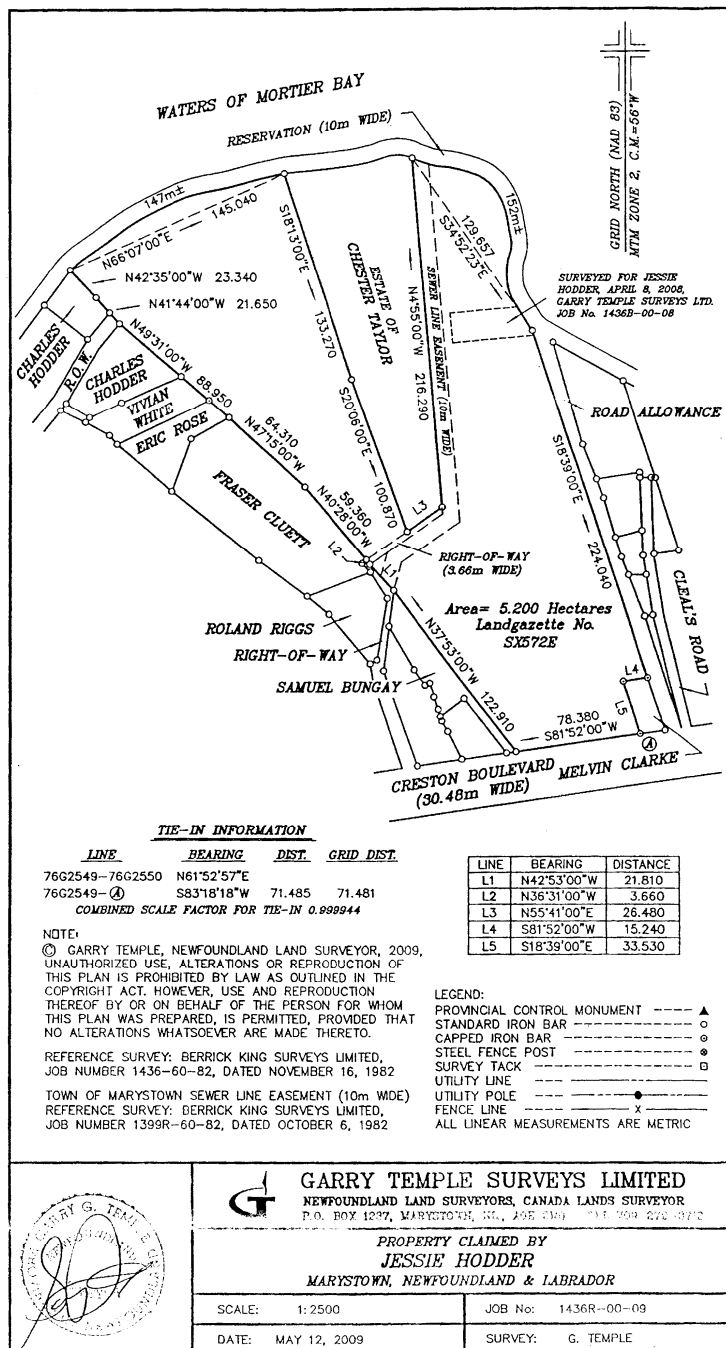 WATERS OF MORTIER BAY
RESERVATION (10m WIDE)
GRID NORTH (NAD 83)
MTM ZONE 2, C.M.=56°W
147m±
145.040
N66°07'00"E
N42°35'00"W 23.340
N41°44'00"W 21.650
152m±
129.657
S34°52'23"E
SURVEYED FOR JESSIE
HODDER, APRIL 8, 2008,
GARRY TEMPLE SURVEYS LTD.
JOB No. 1436B-00-08
S18°13'00"E
133.270
ESTATE OF
CHESTER TAYLOR
N4°55'00"W
216.290
SEWER LINE EASEMENT (10m WIDE)
CHARLES
HODDER
R.O.W.
N49°31'00"W
88.950
CHARLES
HODDER
VIVIAN
WHITE
ERIC ROSE
S20°06'00"E
100.870
64.310
N47°15'00"W
ROAD ALLOWANCE
S18°39'00"E
224.040
FRASER CLUETT
59.360
N40°28'00"W
L3
L2
L1
RIGHT-OF-WAY
(3.66m WIDE)
CLEAL'S ROAD
Area= 5.200 Hectares
Landgazette No.
SX572E
ROLAND RIGGS
RIGHT-OF-WAY
SAMUEL BUNGAY
N37°53'00"W
122.910
L4
L5
78.380
S81°52'00"W
A
CRESTON BOULEVARD
(30.48m WIDE)
MELVIN CLARKE
TIE-IN INFORMATION
LINE BEARING DIST. GRID DIST.
76G2549-76G2550 N61°52'57"E
76G2549-A S83°18'18"W 71.485 71.481
COMBINED SCALE FACTOR FOR TIE-IN 0.999944
LINE BEARING DISTANCE
L1 N42°53'00"W 21.810
L2 N36°31'00"W 3.660
L3 N55°41'00"E 26.480
L4 S81°52'00"W 15.240
L5 S18°39'00"E 33.530
NOTE:
© GARRY TEMPLE, NEWFOUNDLAND LAND SURVEYOR, 2009,
UNAUTHORIZED USE, ALTERATIONS OR REPRODUCTION OF
THIS PLAN IS PROHIBITED BY LAW AS OUTLINED IN THE
COPYRIGHT ACT. HOWEVER, USE AND REPRODUCTION
THEREOF BY OR ON BEHALF OF THE PERSON FOR WHOM
THIS PLAN WAS PREPARED, IS PERMITTED, PROVIDED THAT
NO ALTERATIONS WHATSOEVER ARE MADE THERETO.
REFERENCE SURVEY: BERRICK KING SURVEYS LIMITED,
JOB NUMBER 1436-60-82, DATED NOVEMBER 16, 1982
TOWN OF MARYSTOWN SEWER LINE EASEMENT (10m WIDE)
REFERENCE SURVEY: BERRICK KING SURVEYS LIMITED,
JOB NUMBER 1399R-60-82, DATED OCTOBER 6, 1982
LEGEND:
PROVINCIAL CONTROL MONUMENT
STANDARD IRON BAR
CAPPED IRON BAR
STEEL FENCE POST
SURVEY TACK
UTILITY LINE
UTILITY POLE
FENCE LINE x
ALL LINEAR MEASUREMENTS ARE METRIC
GARRY TEMPLE SURVEYS LIMITED
NEWFOUNDLAND LAND SURVEYORS, CANADA LANDS SURVEYOR
P.O. BOX 1237, MARYSTOWN, NL.,
PROPERTY CLAIMED BY
JESSIE HODDER
MARYSTOWN, NEWFOUNDLAND & LABRADOR
SCALE: 1:2500
JOB No: 1436R-00-09
DATE: MAY 12, 2009
SURVEY: G. TEMPLE